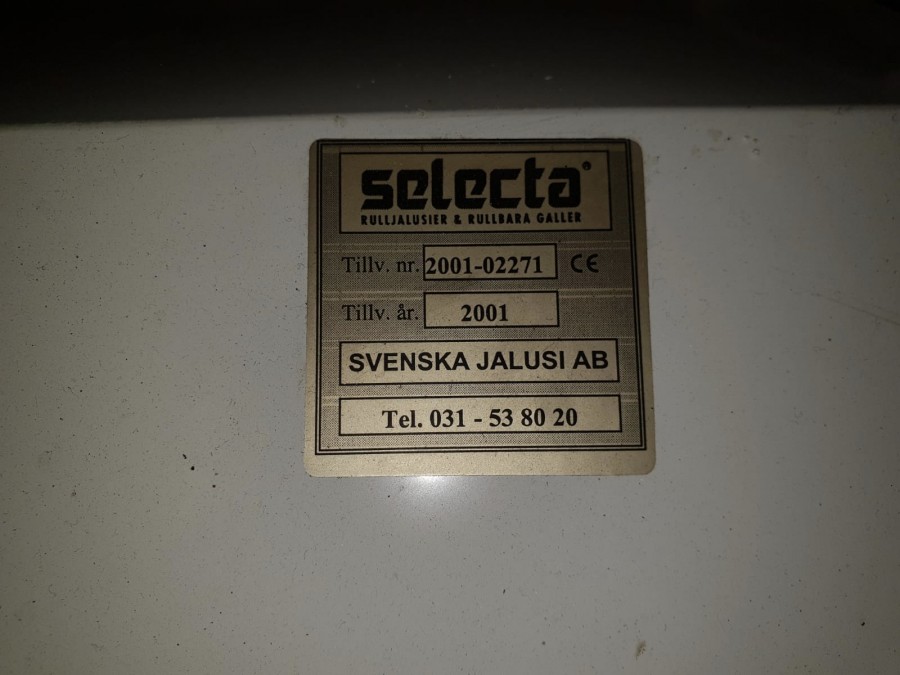 selecta®
RULLJALUSIER & RULLBARA GALLER
Tillv. nr. 2001-02271 CE
Tillv. år. 2001
SVENSKA JALUSI AB
Tel. 031 - 53 80 20